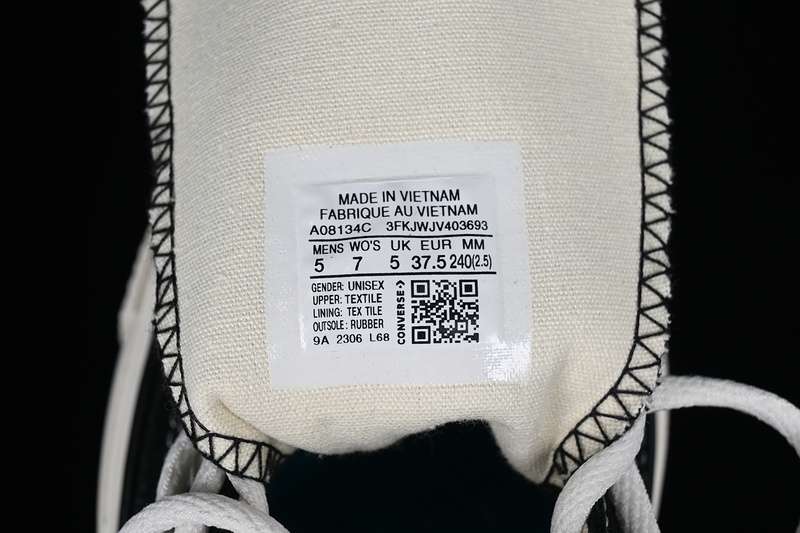 MADE IN VIETNAM
FABRIQUE AU VIETNAM
A08134C 3FKJWJV403693
MENS WO'S UK EUR MM
5 7 5 37.5 240(2.5)
GENDER: UNISEX
UPPER: TEXTILE
LINING: TEX TILE
OUTSOLE: RUBBER
9A 2306 L68
CONVERSE